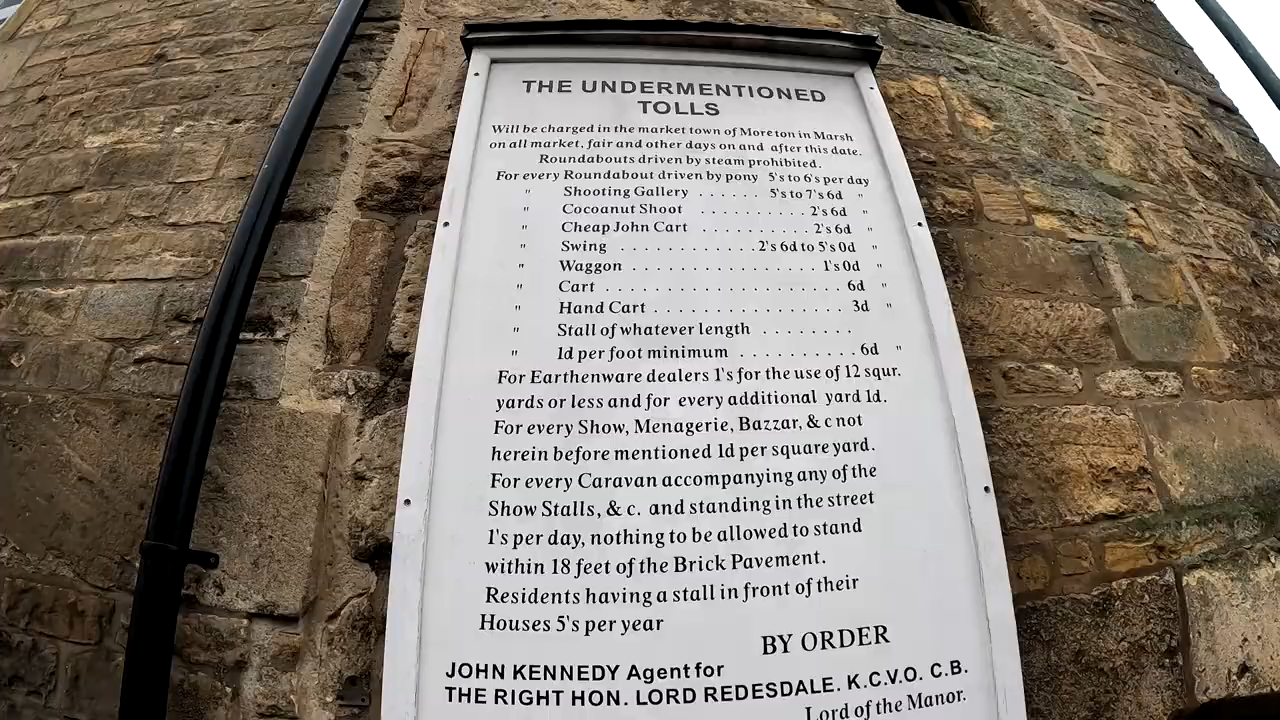 THE UNDERMENTIONED
TOLLS
Will be charged in the market town of Moreton in Marsh
on all market, fair and other days on and after this date.
Roundabouts driven by steam prohibited.
For every Roundabout driven by pony 5's to 6's per day
" Shooting Gallery . . . . . . 5's to 7's 6d "
" Cocoanut Shoot . . . . . . . . . . 2's 6d "
" Cheap John Cart . . . . . . . . . . 2's 6d "
" Swing . . . . . . . . . . . . 2's 6d to 5's 0d "
" Waggon . . . . . . . . . . . . . . . . 1's 0d "
" Cart . . . . . . . . . . . . . . . . . . . . 6d "
" Hand Cart . . . . . . . . . . . . . . . . 3d "
" Stall of whatever length . . . . . . . .
" 1d per foot minimum . . . . . . . . . . 6d "
For Earthenware dealers 1's for the use of 12 squr.
yards or less and for every additional yard 1d.
For every Show, Menagerie, Bazzar, & c not
herein before mentioned 1d per square yard.
For every Caravan accompanying any of the
Show Stalls, & c. and standing in the street
1's per day, nothing to be allowed to stand
within 18 feet of the Brick Pavement.
Residents having a stall in front of their
Houses 5's per year
BY ORDER
JOHN KENNEDY Agent for
THE RIGHT HON. LORD REDESDALE. K.C.V.O. C.B.
Lord of the Manor.